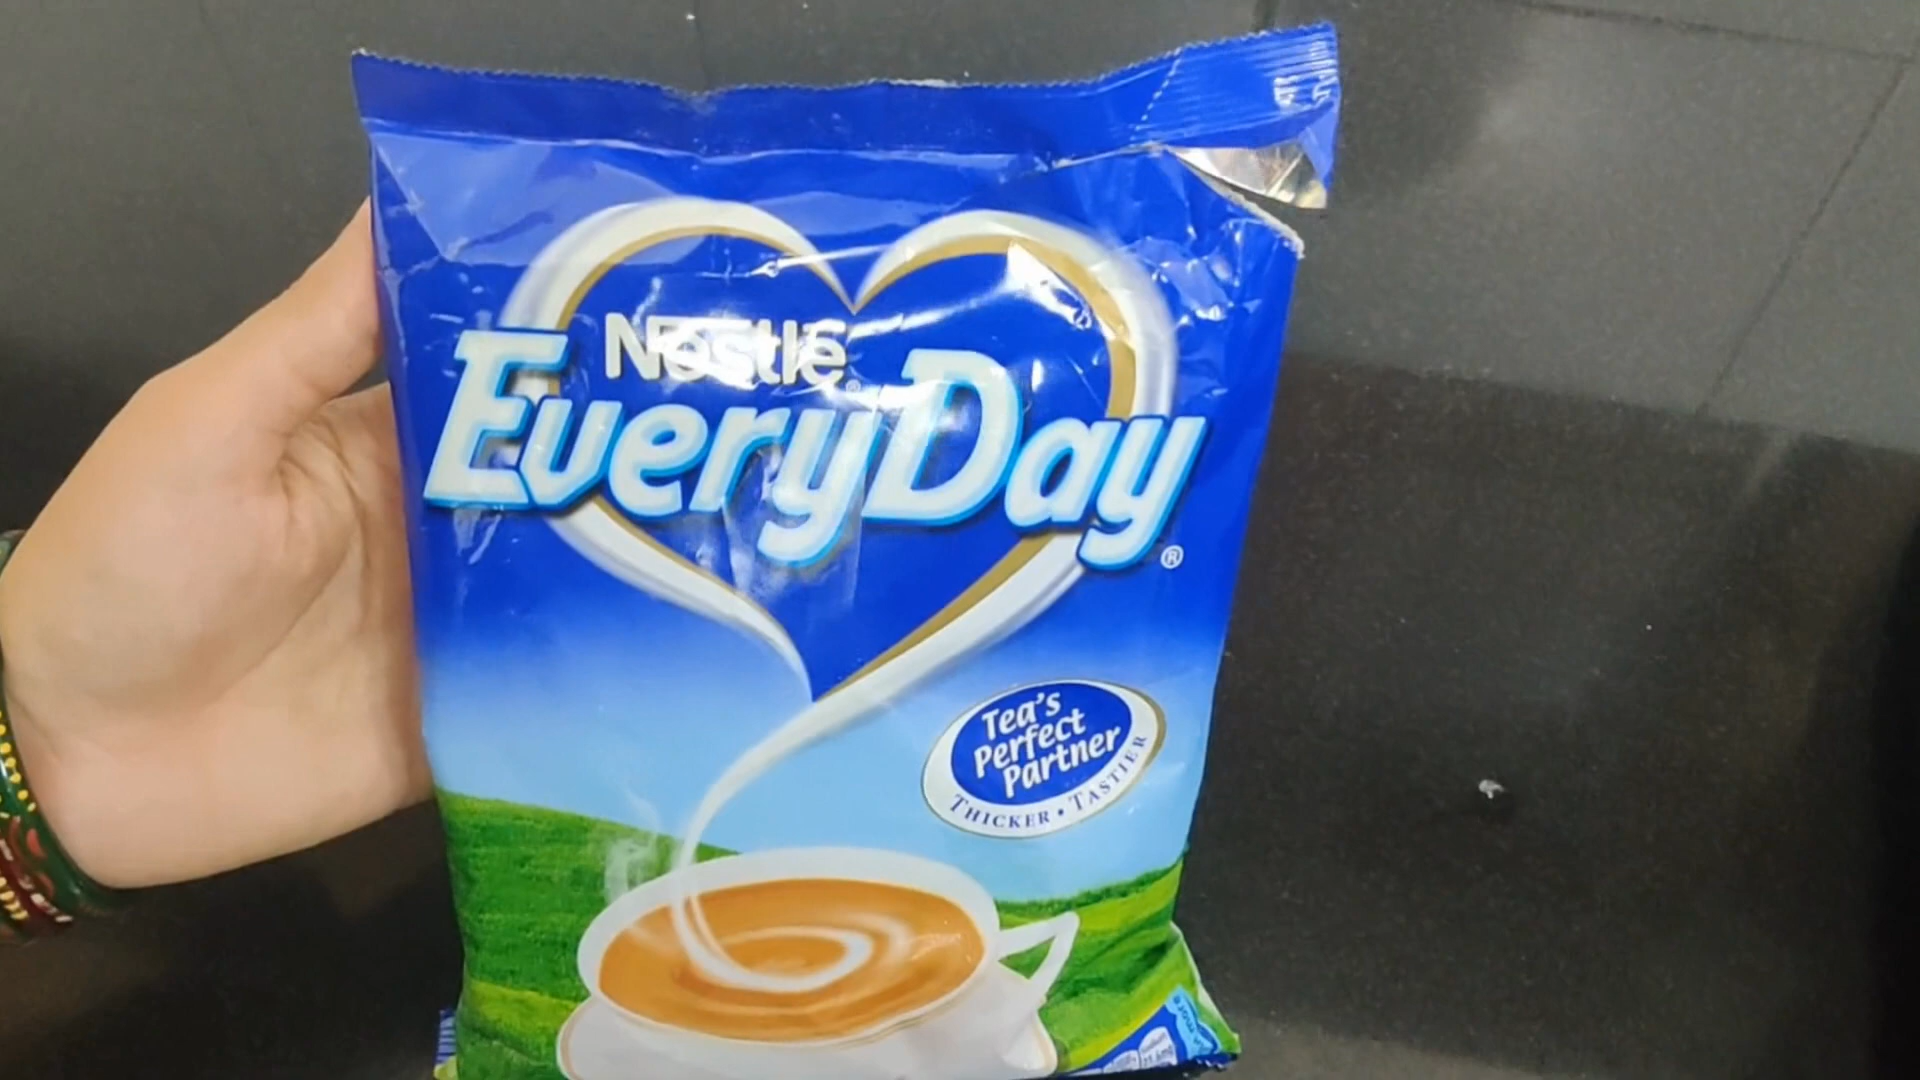 Nestlé
EveryDay®
Tea's
Perfect
Partner
THICKER • TASTIER